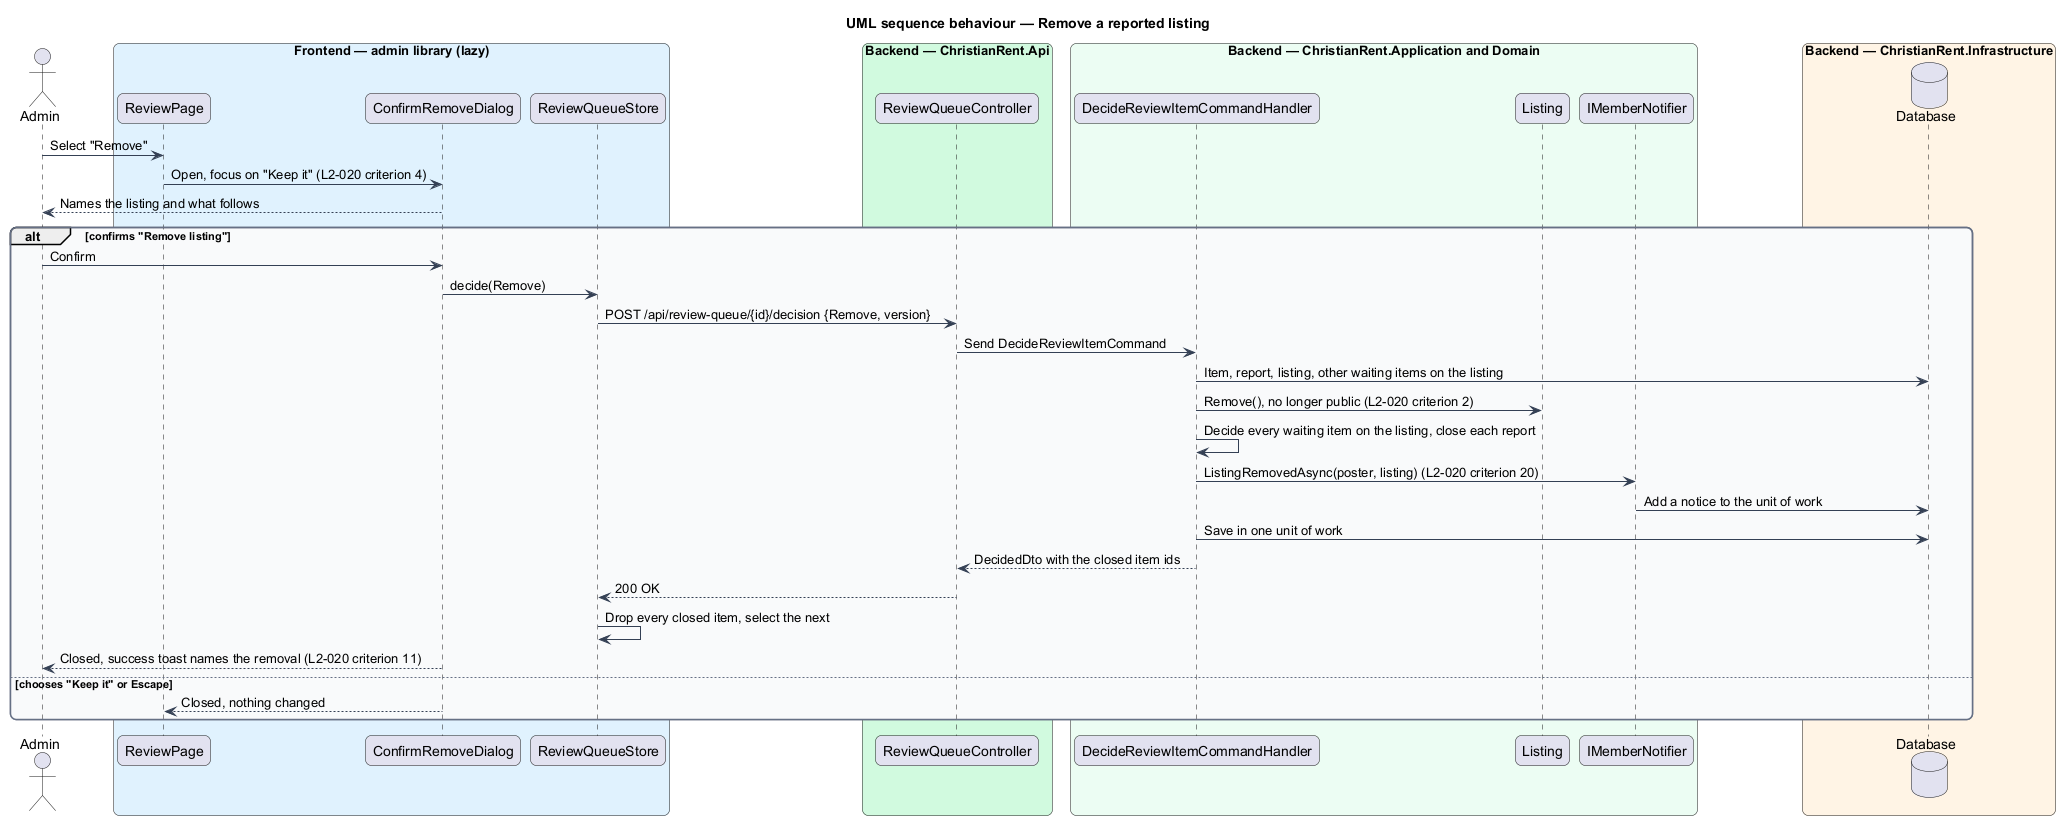 UML sequence behaviour — Remove a reported listing
Frontend — admin library (lazy)
Backend — ChristianRent.Api
Backend — ChristianRent.Application and Domain
Backend — ChristianRent.Infrastructure
Admin
ReviewPage
ConfirmRemoveDialog
ReviewQueueStore
ReviewQueueController
DecideReviewItemCommandHandler
Listing
IMemberNotifier
Database
Select "Remove"
Open, focus on "Keep it" (L2-020 criterion 4)
Names the listing and what follows
alt
[confirms "Remove listing"]
Confirm
decide(Remove)
POST /api/review-queue/{id}/decision {Remove, version}
Send DecideReviewItemCommand
Item, report, listing, other waiting items on the listing
Remove(), no longer public (L2-020 criterion 2)
Decide every waiting item on the listing, close each report
ListingRemovedAsync(poster, listing) (L2-020 criterion 20)
Add a notice to the unit of work
Save in one unit of work
DecidedDto with the closed item ids
200 OK
Drop every closed item, select the next
Closed, success toast names the removal (L2-020 criterion 11)
[chooses "Keep it" or Escape]
Closed, nothing changed
Admin
ReviewPage
ConfirmRemoveDialog
ReviewQueueStore
ReviewQueueController
DecideReviewItemCommandHandler
Listing
IMemberNotifier
Database